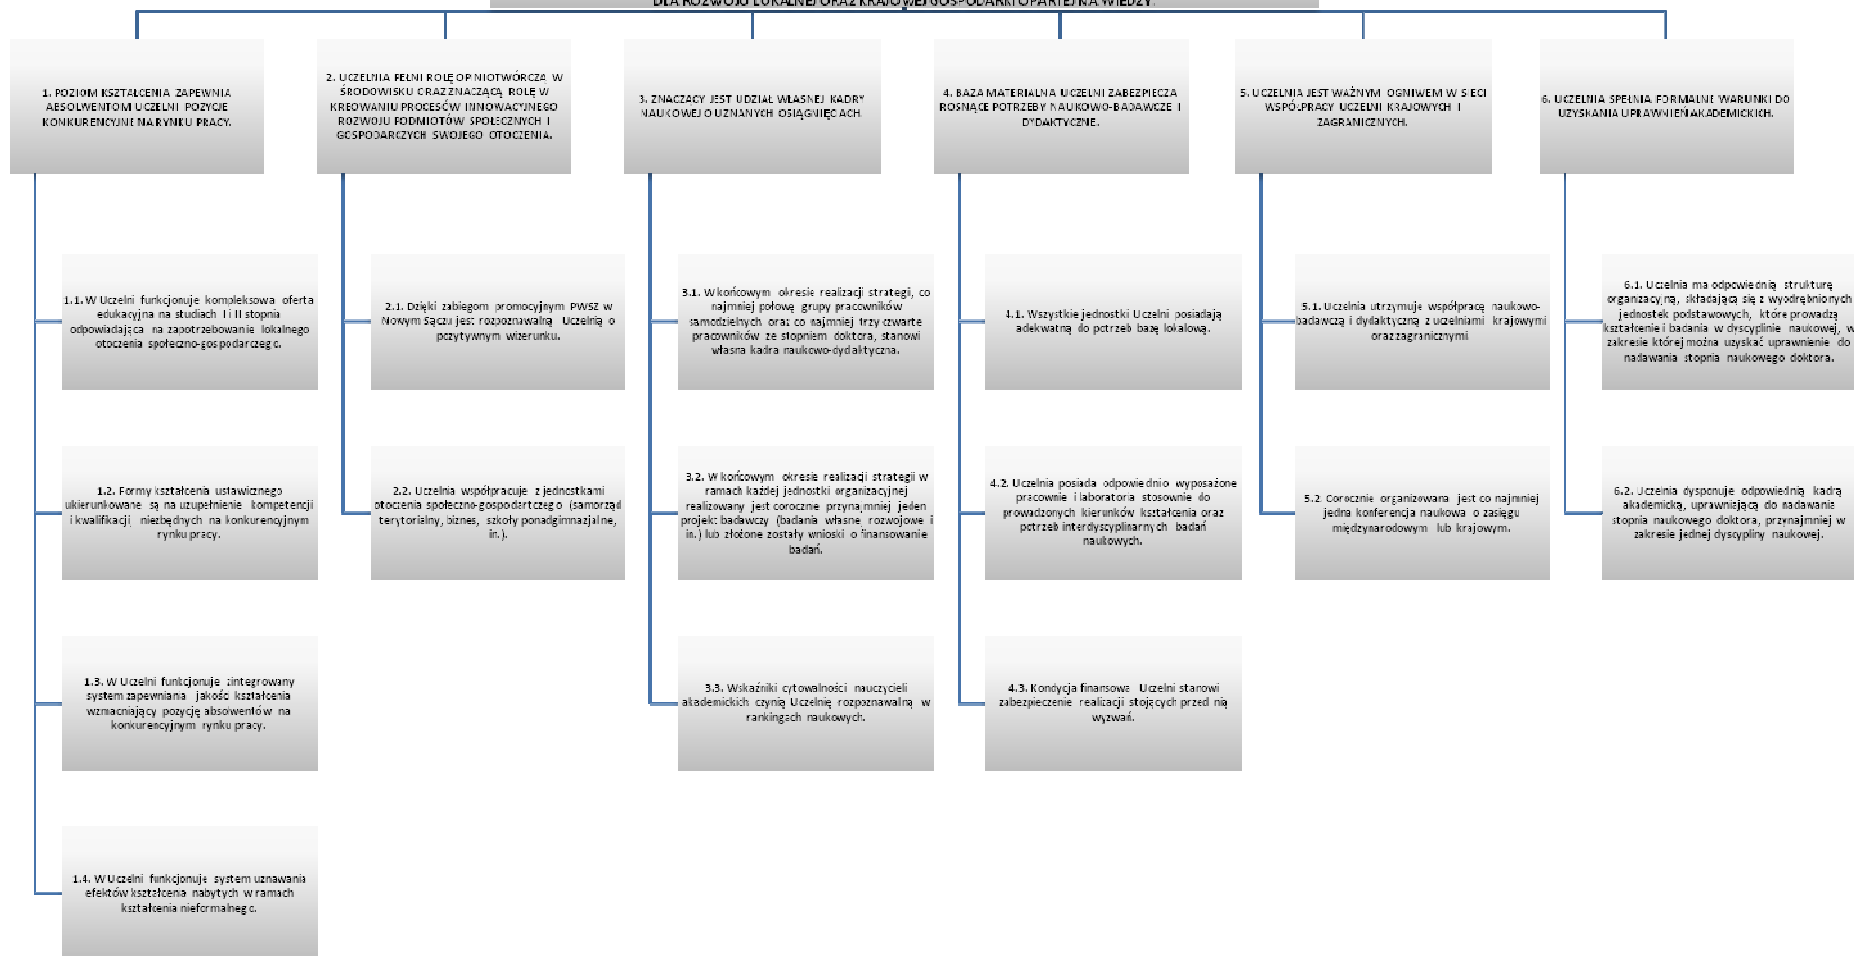 DLA ROZWOJU LOKALNEJ ORAZ KRAJOWEJ GOSPODARKI OPARTEJ NA WIEDZY.
1. POZIOM KSZTAŁCENIA ZAPEWNIA
ABSOLWENTOM UCZELNI POZYCJE
KONKURENCYJNE NA RYNKU PRACY.
2. UCZELNIA PEŁNI ROLĘ OPINIOTWÓRCZĄ W
ŚRODOWISKU ORAZ ZNACZĄCĄ ROLĘ W
KREOWANIU PROCESÓW INNOWACYJNEGO
ROZWOJU PODMIOTÓW SPOŁECZNYCH I
GOSPODARCZYCH SWOJEGO OTOCZENIA.
3. ZNACZĄCY JEST UDZIAŁ WŁASNEJ KADRY
NAUKOWEJ O UZNANYCH OSIĄGNIĘCIACH.
4. BAZA MATERIALNA UCZELNI ZABEZPIECZA
ROSNĄCE POTRZEBY NAUKOWO-BADAWCZE I
DYDAKTYCZNE.
5. UCZELNIA JEST WAŻNYM OGNIWEM W SIECI
WSPÓŁPRACY UCZELNI KRAJOWYCH I
ZAGRANICZNYCH.
6. UCZELNIA SPEŁNIA FORMALNE WARUNKI DO
UZYSKANIA UPRAWNIEŃ AKADEMICKICH.
1.1. W Uczelni funkcjonuje kompleksowa oferta
edukacyjna na studiach I i II stopnia
odpowiadająca na zapotrzebowanie lokalnego
otoczenia społeczno-gospodarczego.
2.1. Dzięki zabiegom promocyjnym PWSZ w
Nowym Sączu jest rozpoznawalną Uczelnią o
pozytywnym wizerunku.
3.1. W końcowym okresie realizacji strategii, co
najmniej połowę grupy pracowników
samodzielnych oraz co najmniej trzy czwarte
pracowników ze stopniem doktora, stanowi
własna kadra naukowo-dydaktyczna.
4.1. Wszystkie jednostki Uczelni posiadają
adekwatną do potrzeb bazę lokalową.
5.1. Uczelnia utrzymuje współpracę naukowo-
badawczą i dydaktyczną z uczelniami krajowymi
oraz zagranicznymi
6.1. Uczelnia ma odpowiednią strukturę
organizacyjną, składającą się z wyodrębnionych
jednostek podstawowych, które prowadzą
kształcenie i badania w dyscyplinie naukowej, w
zakresie której można uzyskać uprawnienie do
nadawania stopnia naukowego doktora.
1.2. Formy kształcenia ustawicznego
ukierunkowane są na uzupełnienie kompetencji
i kwalifikacji niezbędnych na konkurencyjnym
rynku pracy.
2.2. Uczelnia współpracuje z jednostkami
otoczenia społeczno-gospodarczego (samorząd
terytorialny, biznes, szkoły ponadgimnazjalne,
in.).
3.2. W końcowym okresie realizacji strategii w
ramach każdej jednostki organizacyjnej
realizowany jest corocznie przynajmniej jeden
projekt badawczy (badania własne, rozwojowe i
in.) lub złożone zostały wnioski o finansowanie
badań.
4.2. Uczelnia posiada odpowiednio wyposażone
pracownie i laboratoria stosownie do
prowadzonych kierunków kształcenia oraz
potrzeb interdyscyplinarnych badań
naukowych.
5.2. Corocznie organizowana jest co najmniej
jedna konferencja naukowa o zasięgu
międzynarodowym lub krajowym.
6.2. Uczelnia dysponuje odpowiednią kadrą
akademicką, uprawniającą do nadawania
stopnia naukowego doktora, przynajmniej w
zakresie jednej dyscypliny naukowej.
1.3. W Uczelni funkcjonuje zintegrowany
system zapewniania jakości kształcenia
wzmacniający pozycję absolwentów na
konkurencyjnym rynku pracy.
3.3. Wskaźniki cytowalności nauczycieli
akademickich czynią Uczelnię rozpoznawalną w
rankingach naukowych.
4.3. Kondycja finansowa Uczelni stanowi
zabezpieczenie realizacji stojących przed nią
wyzwań.
1.4. W Uczelni funkcjonuje system uznawania
efektów kształcenia nabytych w ramach
kształcenia nieformalnego.